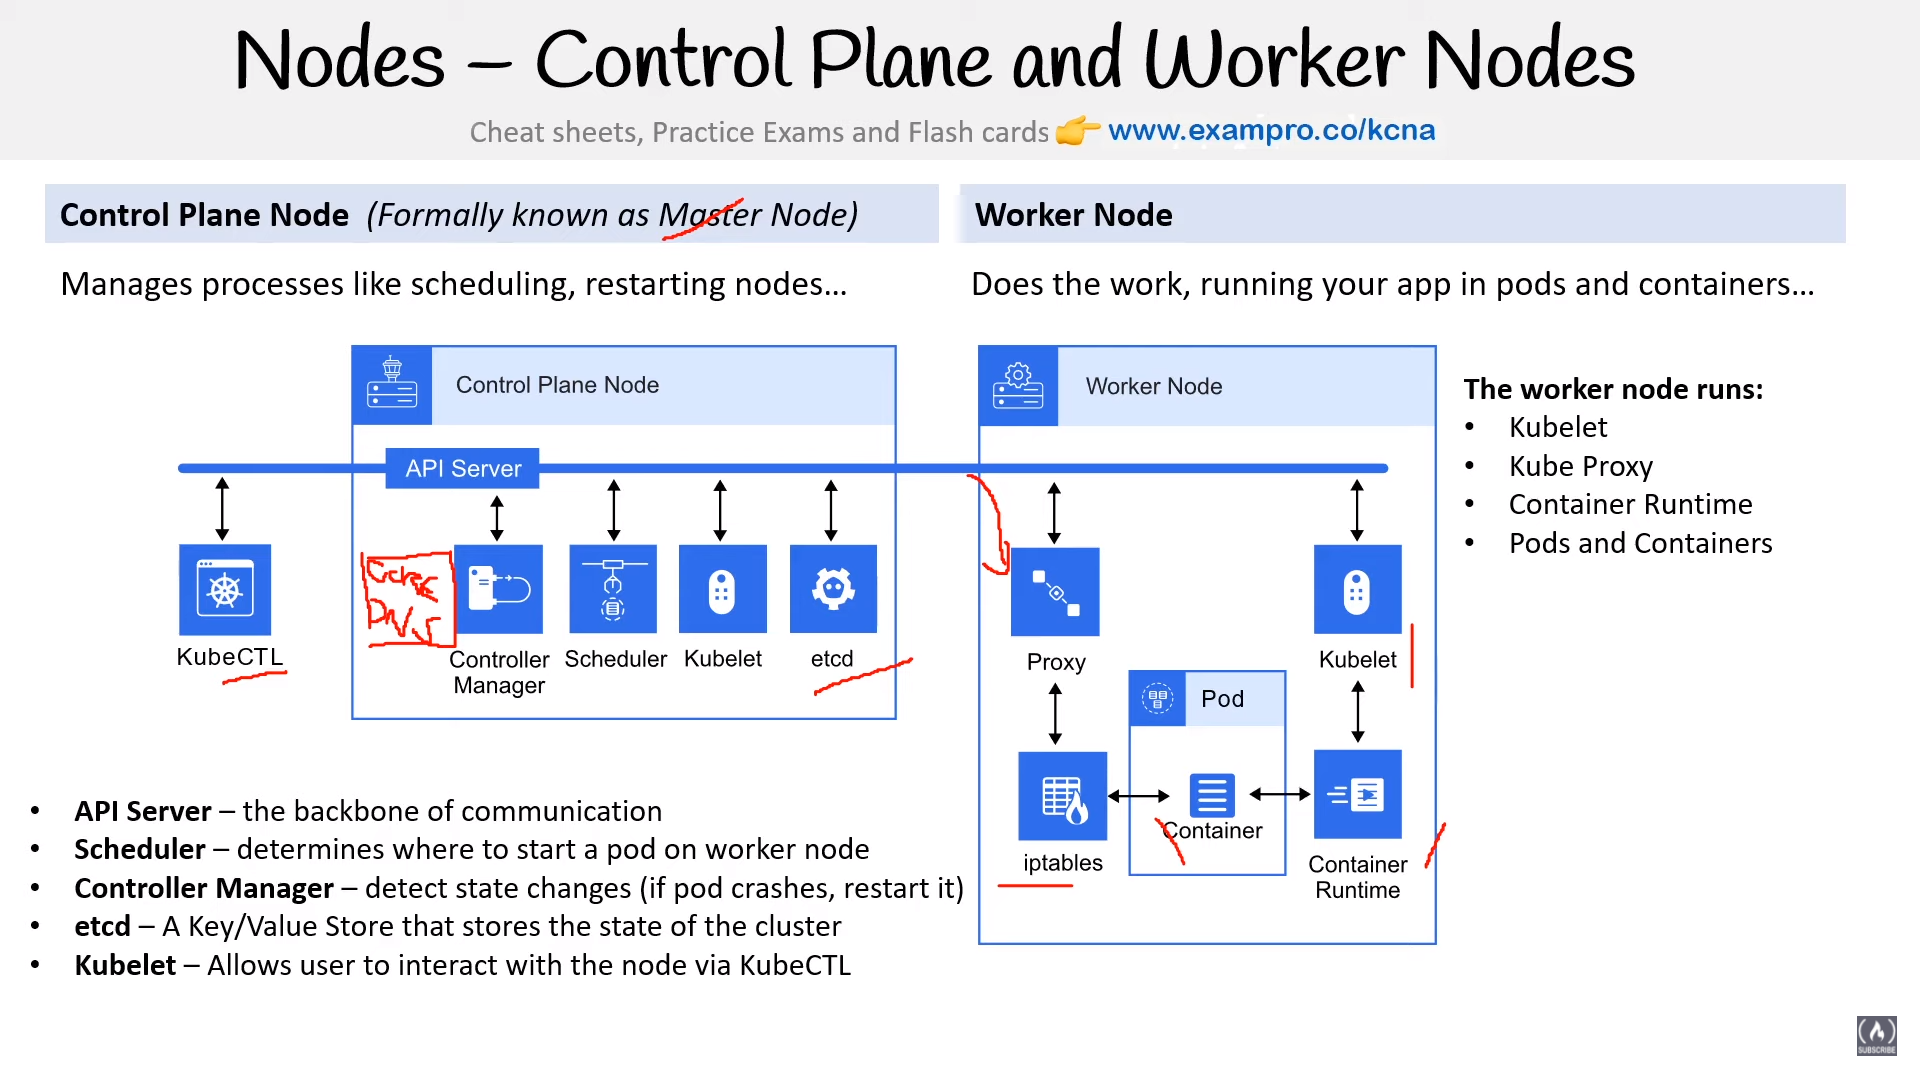 Nodes – Control Plane and Worker Nodes
Cheat sheets, Practice Exams and Flash cards 👉 www.exampro.co/kcna
Control Plane Node (Formally known as Master Node)
Manages processes like scheduling, restarting nodes...
Control Plane Node
API Server
KubeCTL
Controller
Manager
Scheduler
Kubelet
etcd
• API Server – the backbone of communication
• Scheduler – determines where to start a pod on worker node
• Controller Manager – detect state changes (if pod crashes, restart it)
• etcd – A Key/Value Store that stores the state of the cluster
• Kubelet – Allows user to interact with the node via KubeCTL
Worker Node
Does the work, running your app in pods and containers...
Worker Node
Proxy
Kubelet
Pod
Container
iptables
Container
Runtime
The worker node runs:
• Kubelet
• Kube Proxy
• Container Runtime
• Pods and Containers
SUBSCRIBE